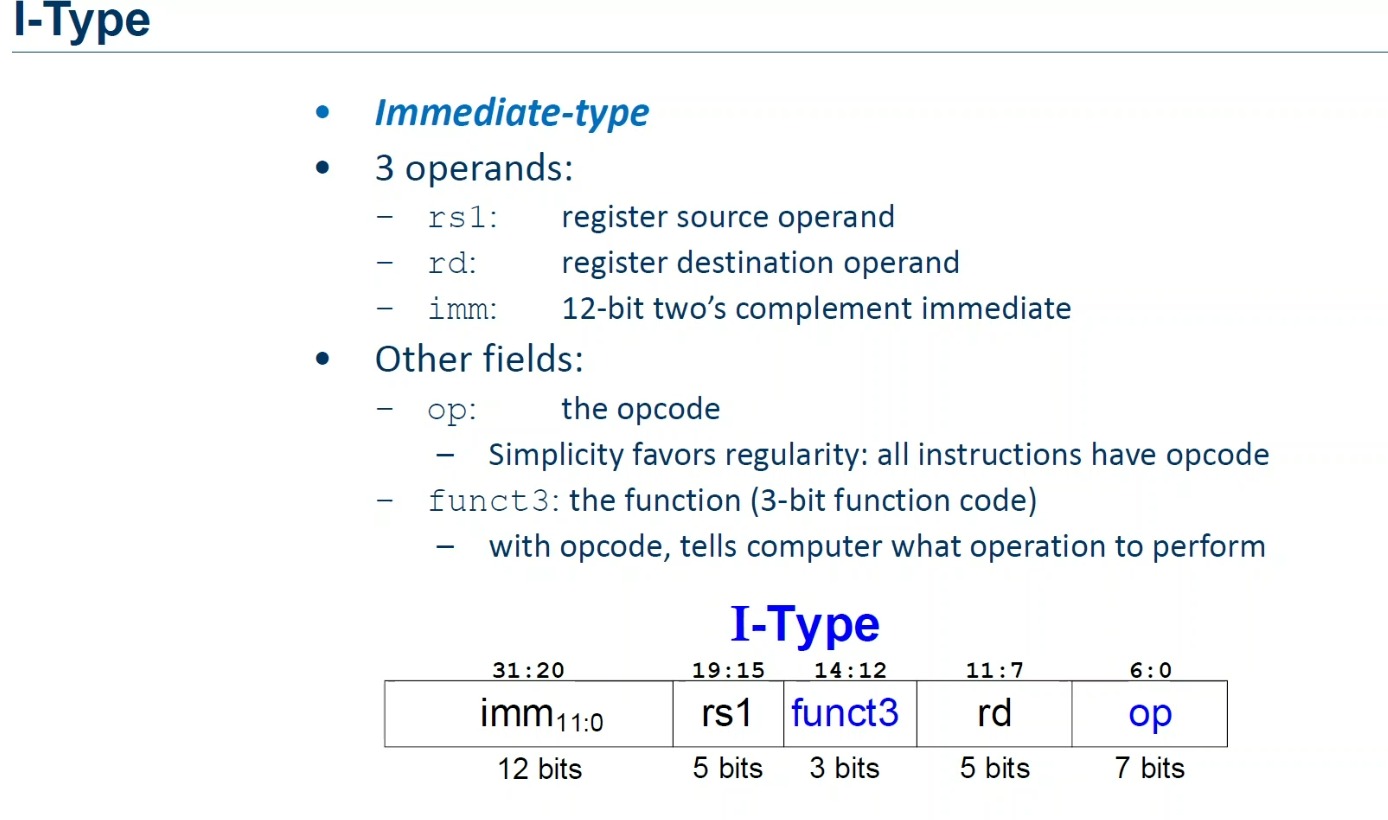 I-Type
• Immediate-type
• 3 operands:
– rs1: register source operand
– rd: register destination operand
– imm: 12-bit two’s complement immediate
• Other fields:
– op: the opcode
– Simplicity favors regularity: all instructions have opcode
– funct3: the function (3-bit function code)
– with opcode, tells computer what operation to perform
I-Type
31:20 19:15 14:12 11:7 6:0
imm11:0 rs1 funct3 rd op
12 bits 5 bits 3 bits 5 bits 7 bits